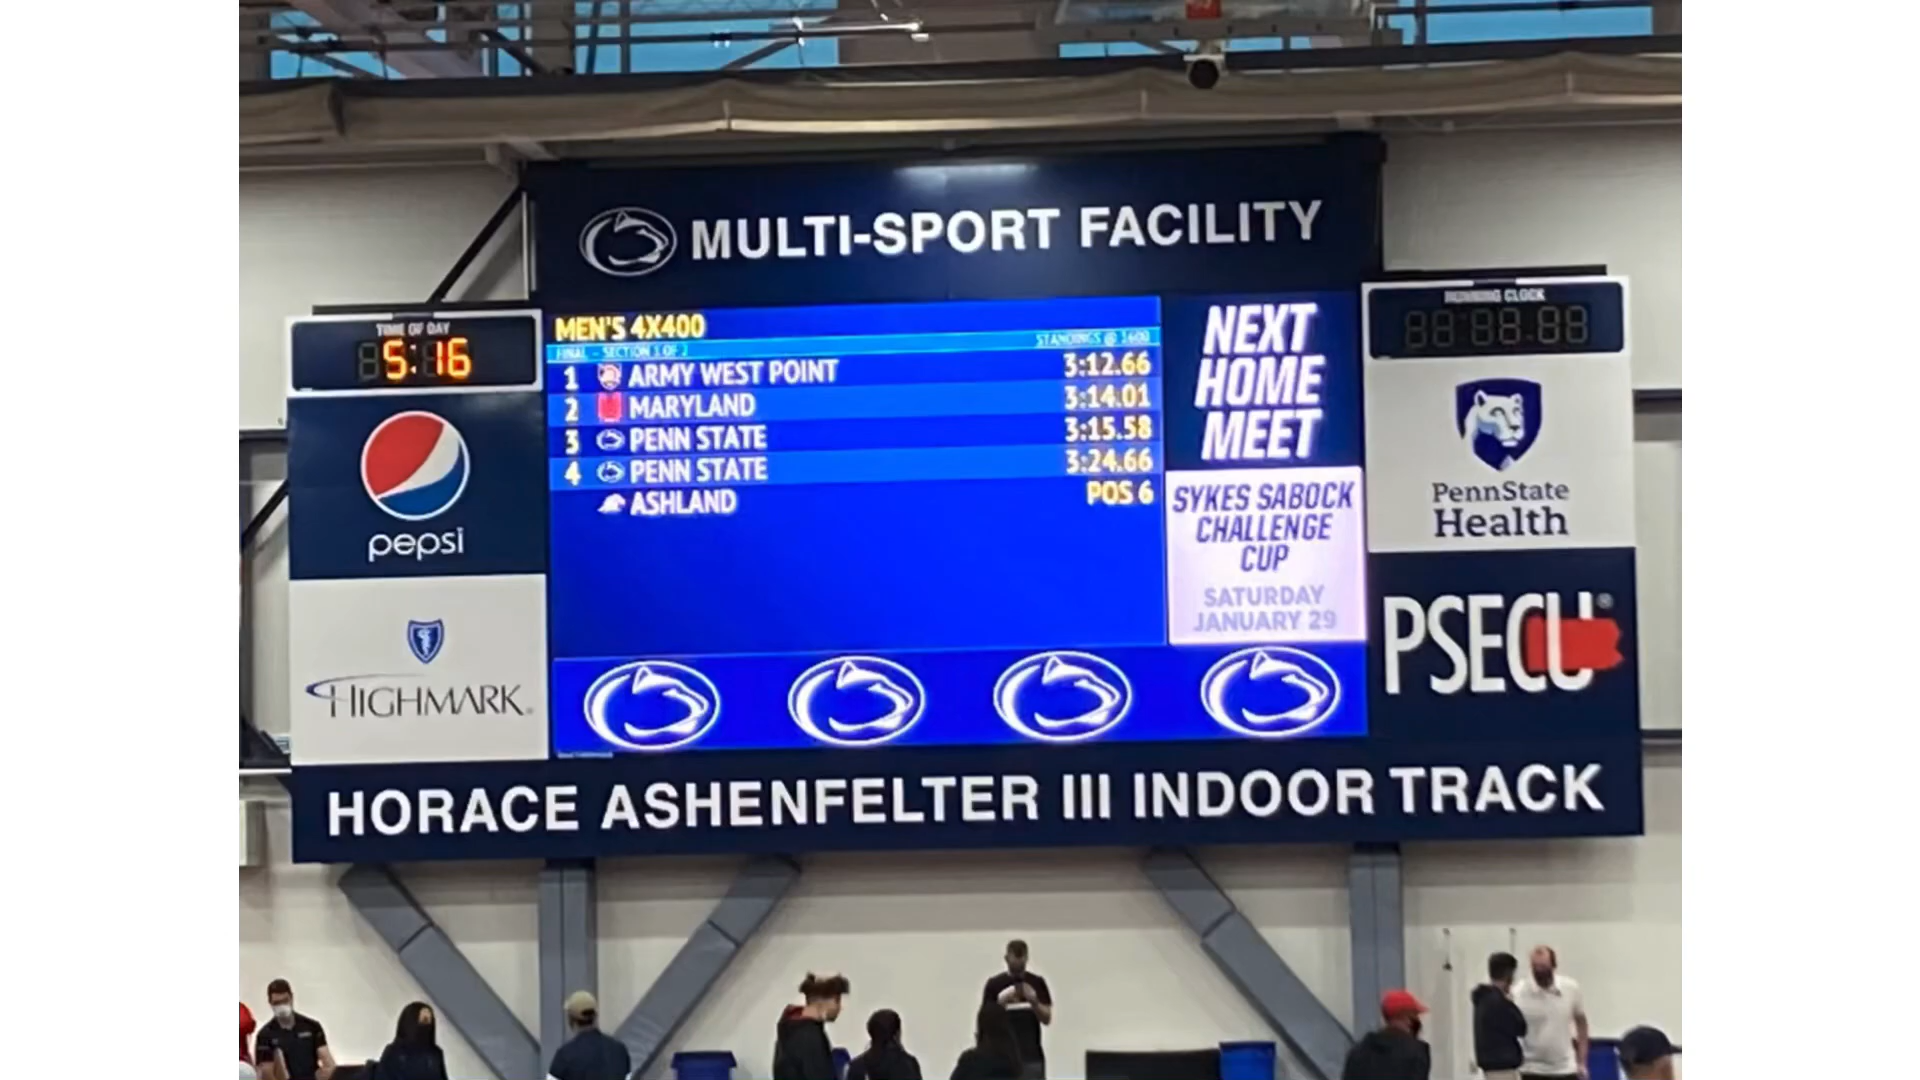 MULTI-SPORT FACILITY
TIME OF DAY
5:16
pepsi
HIGHMARK
MEN'S 4X400
FINAL - SECTION 1 OF 2 STANDINGS @ 1600
1 ARMY WEST POINT 3:12.66
2 MARYLAND 3:14.01
3 PENN STATE 3:15.58
4 PENN STATE 3:24.66
ASHLAND POS 6
NEXT
HOME
MEET
SYKES SABOCK
CHALLENGE
CUP
SATURDAY
JANUARY 29
RUNNING CLOCK
PennState
Health
PSECU
HORACE ASHENFELTER III INDOOR TRACK